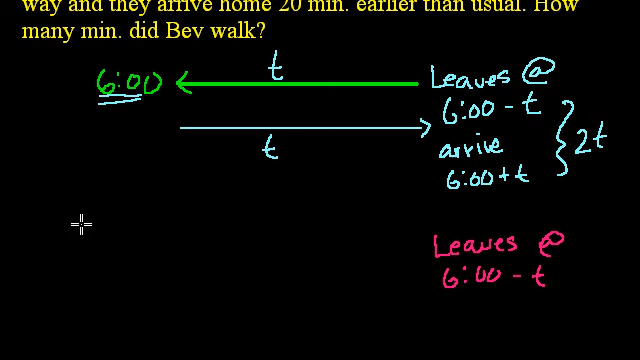 way and they arrive home 20 min. earlier than usual. How
many min. did Bev walk?
t
6:00
Leaves @
6:00 - t
arrive
6:00 + t
2t
t
Leaves @
6:00 - t